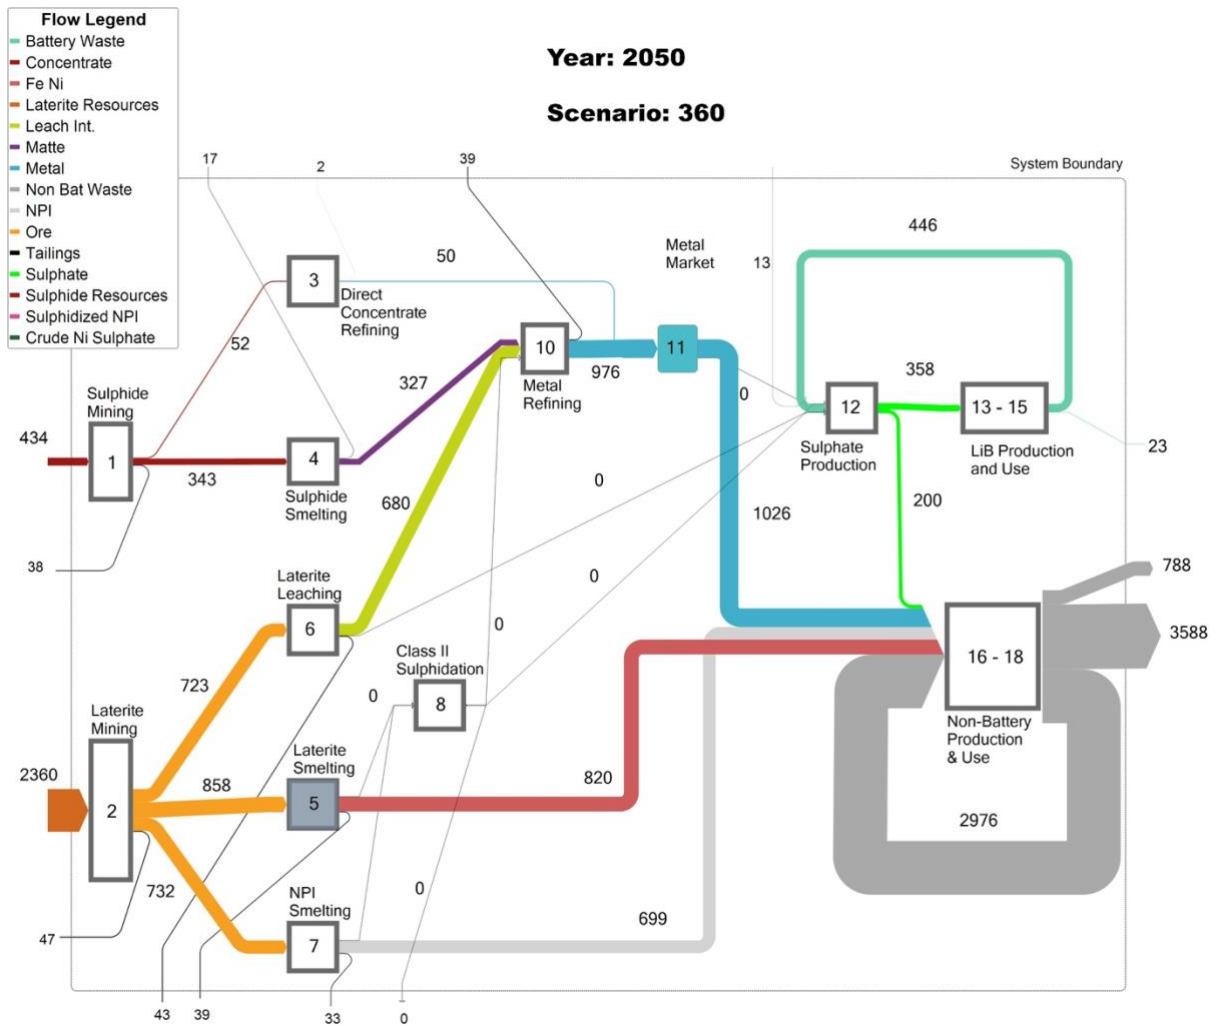 Flow Legend
Battery Waste
Concentrate
Fe Ni
Laterite Resources
Leach Int.
Matte
Metal
Non Bat Waste
NPI
Ore
Tailings
Sulphate
Sulphide Resources
Sulphidized NPI
Crude Ni Sulphate
Year: 2050
Scenario: 360
17
2
39
System Boundary
446
50
Metal
Market
13
3
Direct
Concentrate
Refining
52
10
Metal
Refining
976
11
327
0
358
12
Sulphate
Production
13 - 15
LiB Production
and Use
23
Sulphide
Mining
434
1
343
4
Sulphide
Smelting
680
0
1026
200
38
Laterite
Leaching
6
0
0
788
3588
16 - 18
Non-Battery
Production
& Use
Class II
Sulphidation
8
723
0
Laterite
Mining
2360
2
858
Laterite
Smelting
5
820
2976
732
NPI
Smelting
7
0
699
47
43
39
33
0